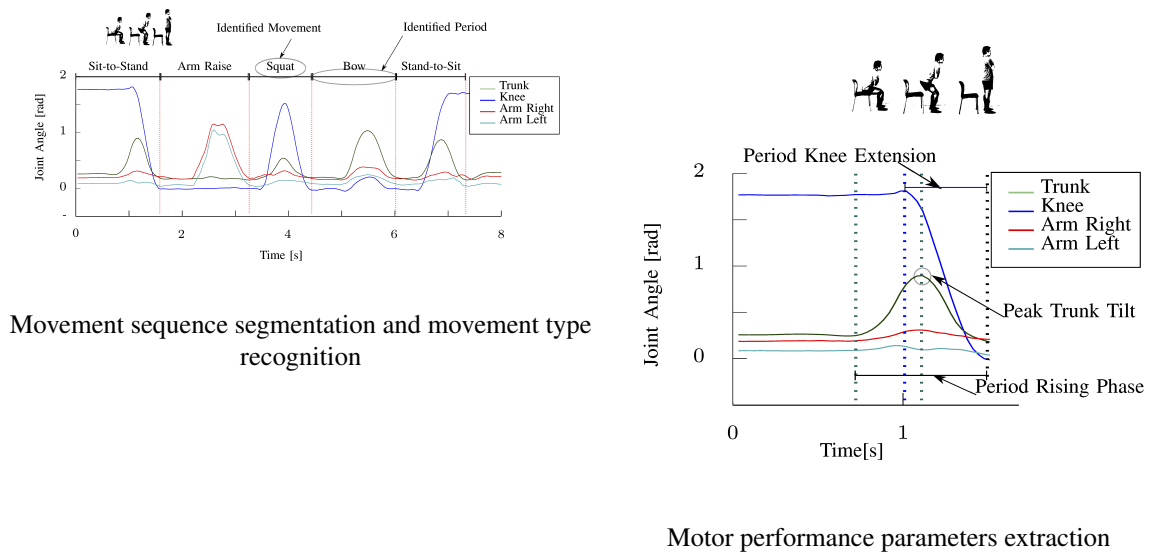 Identified Movement
Identified Period
Sit-to-Stand
Arm Raise
Squat
Bow
Stand-to-Sit
2
1
0
-
Joint Angle [rad]
Trunk
Knee
Arm Right
Arm Left
0
2
4
6
8
Time [s]
Movement sequence segmentation and movement type
recognition
Period Knee Extension
2
1
0
Joint Angle [rad]
Trunk
Knee
Arm Right
Arm Left
Peak Trunk Tilt
Period Rising Phase
0
1
Time[s]
Motor performance parameters extraction